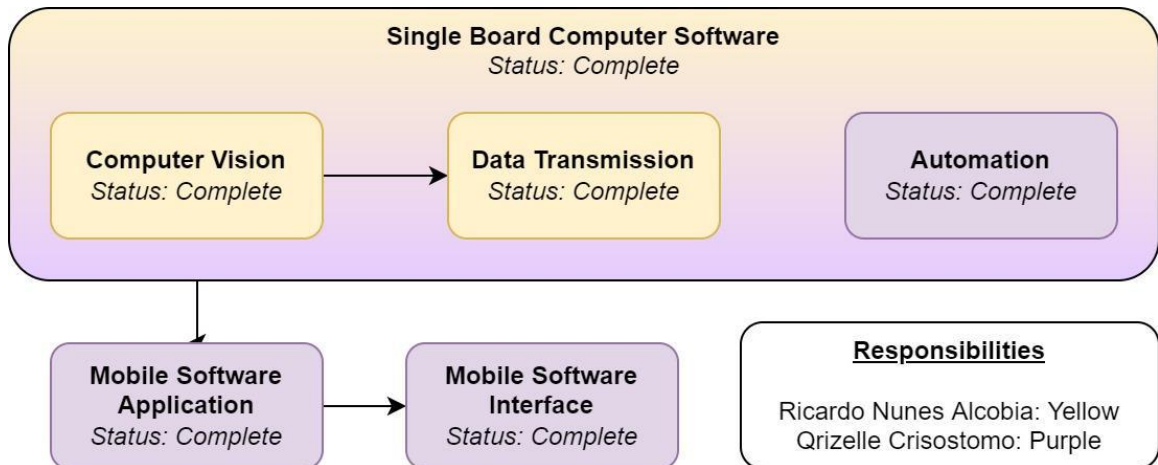 Single Board Computer Software
Status: Complete
Computer Vision
Status: Complete
Data Transmission
Status: Complete
Automation
Status: Complete
Mobile Software
Application
Status: Complete
Mobile Software
Interface
Status: Complete
Responsibilities
Ricardo Nunes Alcobia: Yellow
Qrizelle Crisostomo: Purple